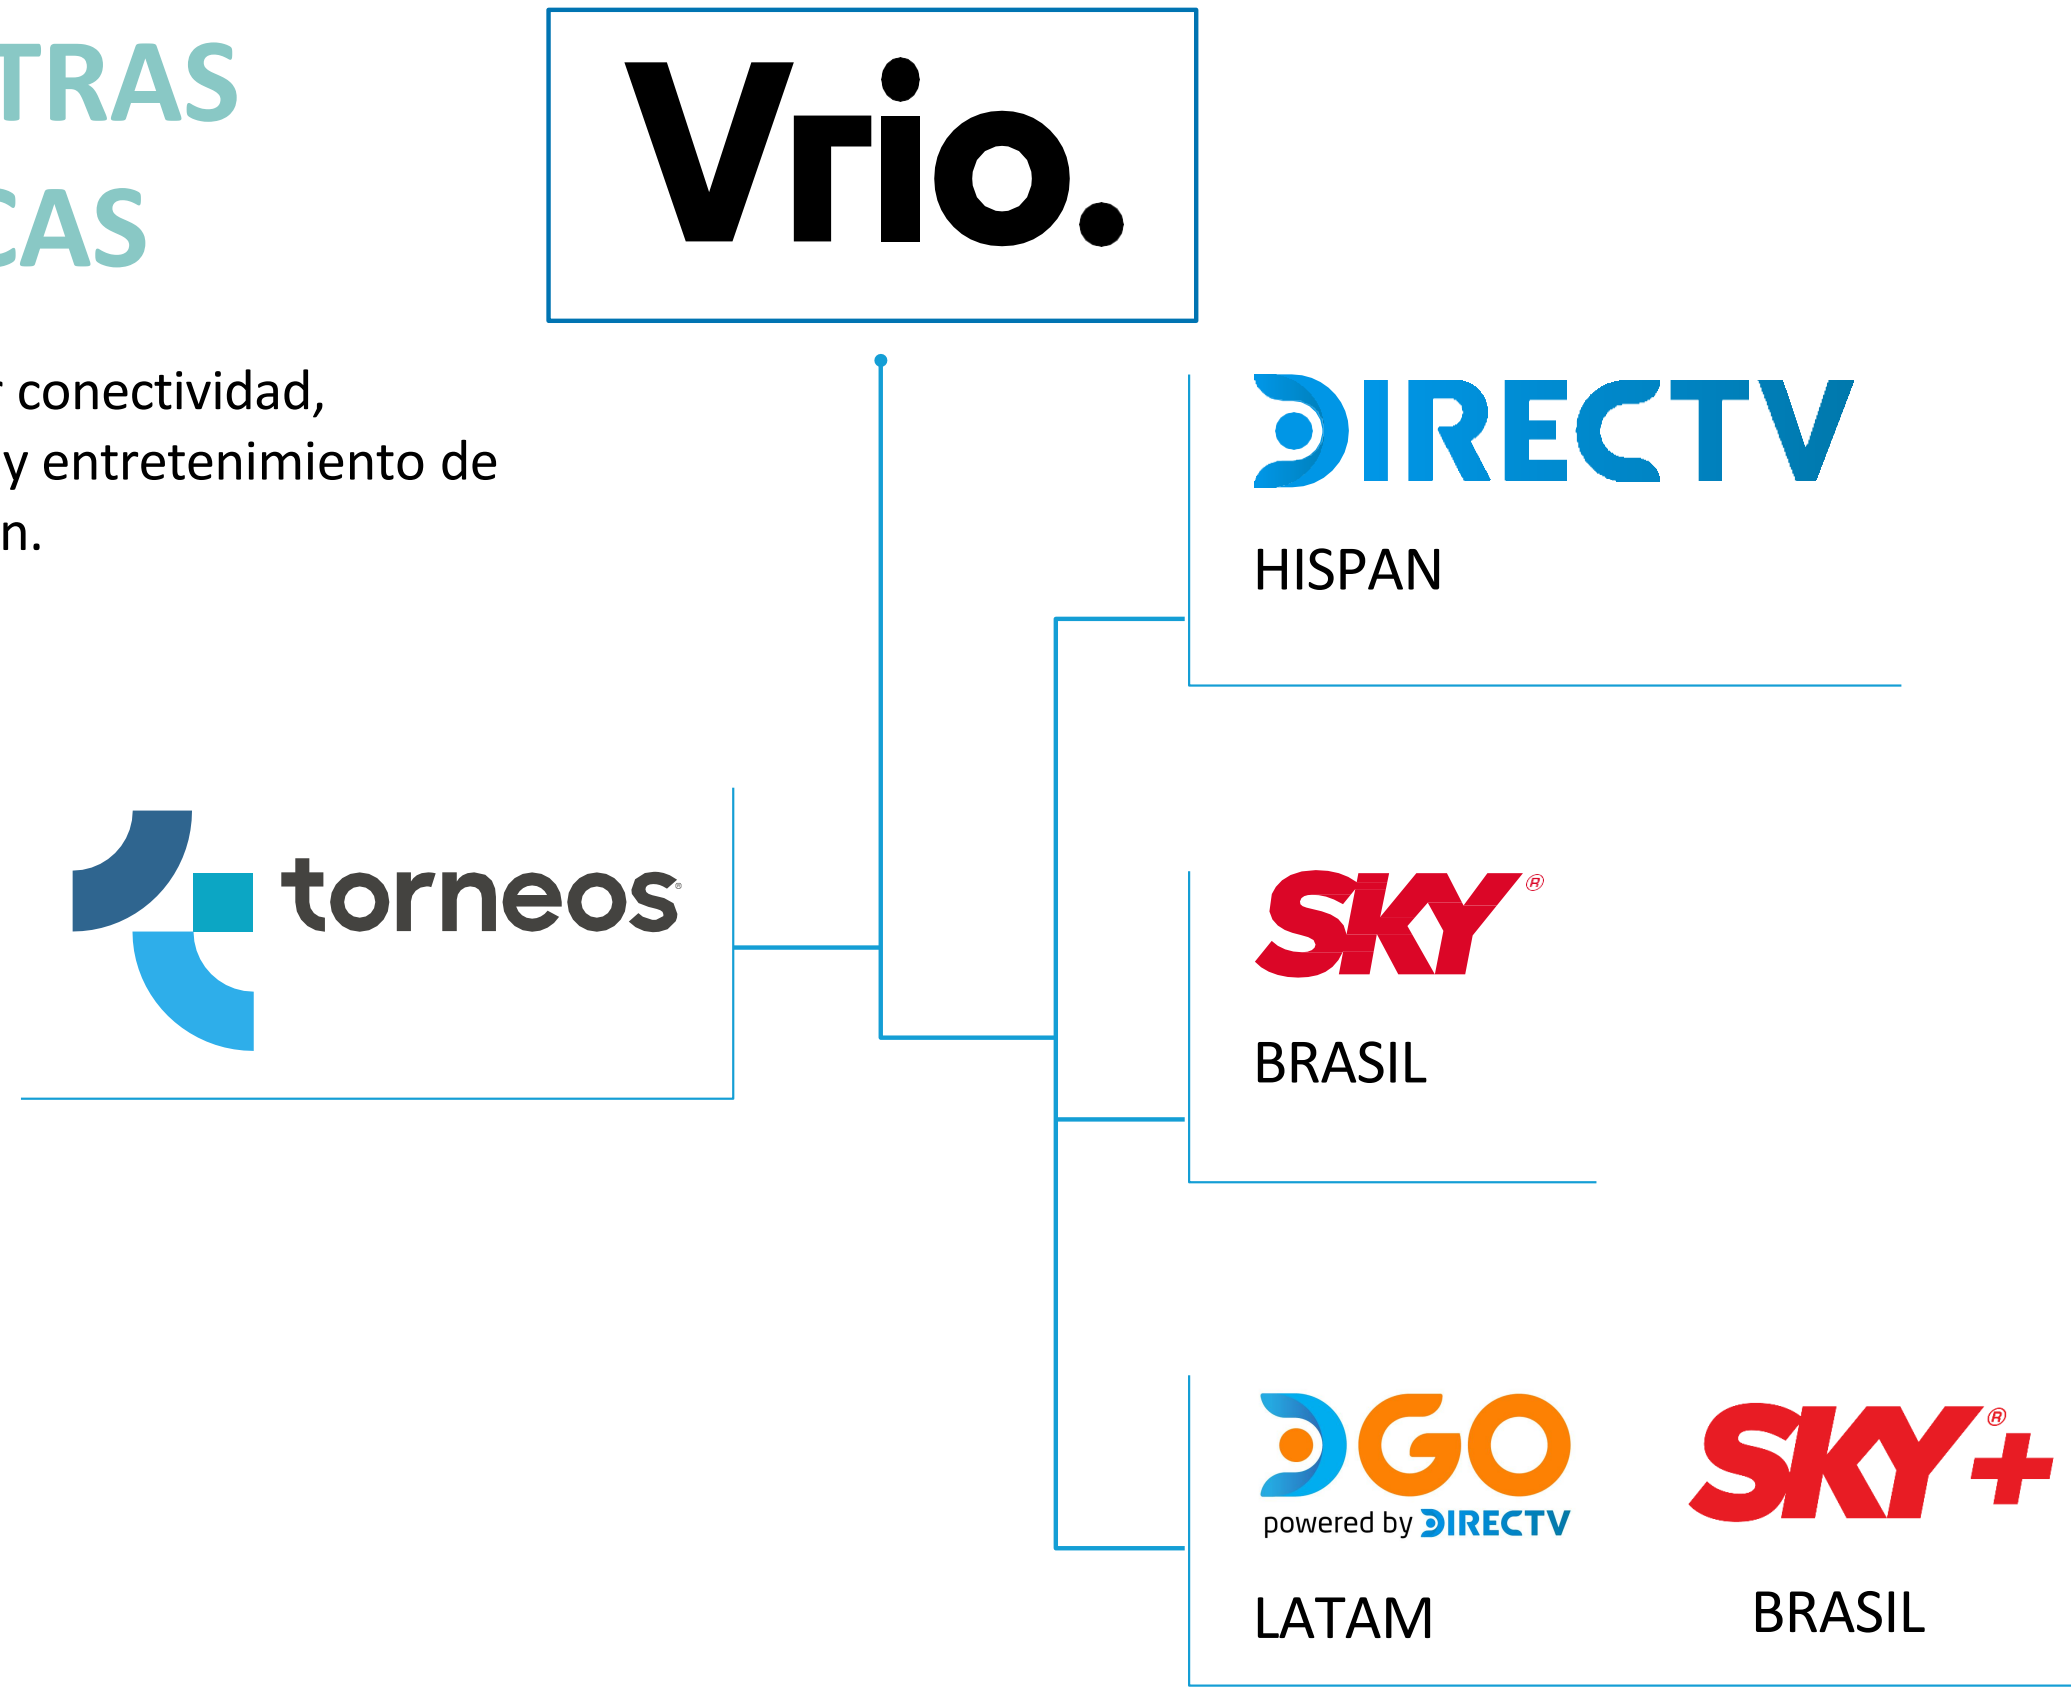 TRAS
CAS
conectividad,
y entretenimiento de
n.
Vrio.
DIRECTV
HISPAN
torneos®
SKY®
BRASIL
DGO
powered by DIRECTV
LATAM
SKY+®
BRASIL